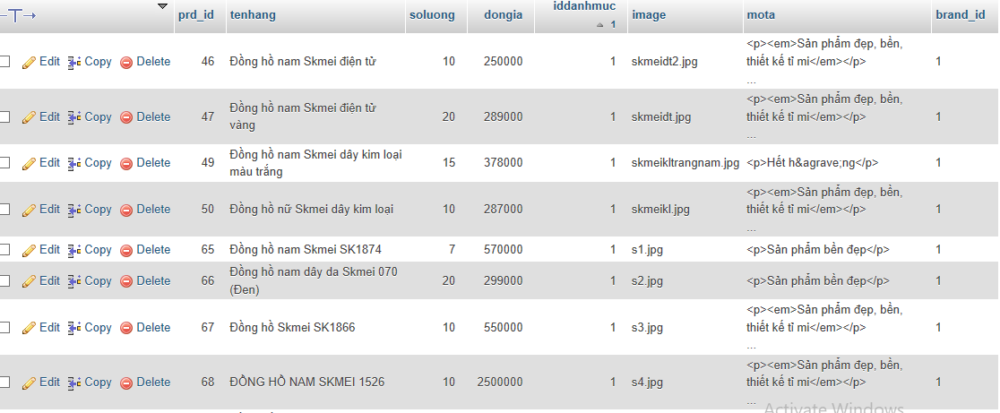 prd_id tenhang soluong dongia iddanhmuc 1 image mota brand_id
Edit Copy Delete 46 Đồng hồ nam Skmei điện tử 10 250000 1 skmeidt2.jpg <p><em>Sản phẩm đẹp, bền,
thiết kế tỉ mi</em></p>
... 1
Edit Copy Delete 47 Đồng hồ nam Skmei điện tử
vàng 20 289000 1 skmeidt.jpg <p><em>Sản phẩm đẹp, bền,
thiết kế tỉ mi</em></p>
... 1
Edit Copy Delete 49 Đồng hồ nam Skmei dây kim loại
màu trắng 15 378000 1 skmeikltrangnam.jpg <p>Hết h&agrave;ng</p> 1
Edit Copy Delete 50 Đồng hồ nữ Skmei dây kim loại 10 287000 1 skmeikl.jpg <p><em>Sản phẩm đẹp, bền,
thiết kế tỉ mi</em></p>
... 1
Edit Copy Delete 65 Đồng hồ nam Skmei SK1874 7 570000 1 s1.jpg <p>Sản phẩm bền đẹp</p> 1
Edit Copy Delete 66 Đồng hồ nam dây da Skmei 070
(Đen) 20 299000 1 s2.jpg <p>Sản phẩm bền đẹp</p> 1
Edit Copy Delete 67 Đồng hồ Skmei SK1866 10 550000 1 s3.jpg <p><em>Sản phẩm đẹp, bền,
thiết kế tỉ mi</em></p>
... 1
Edit Copy Delete 68 ĐỒNG HỒ NAM SKMEI 1526 10 2500000 1 s4.jpg <p><em>Sản phẩm đẹp, bền,
thiết kế tỉ mi</em></p>
... 1
Activate Windows